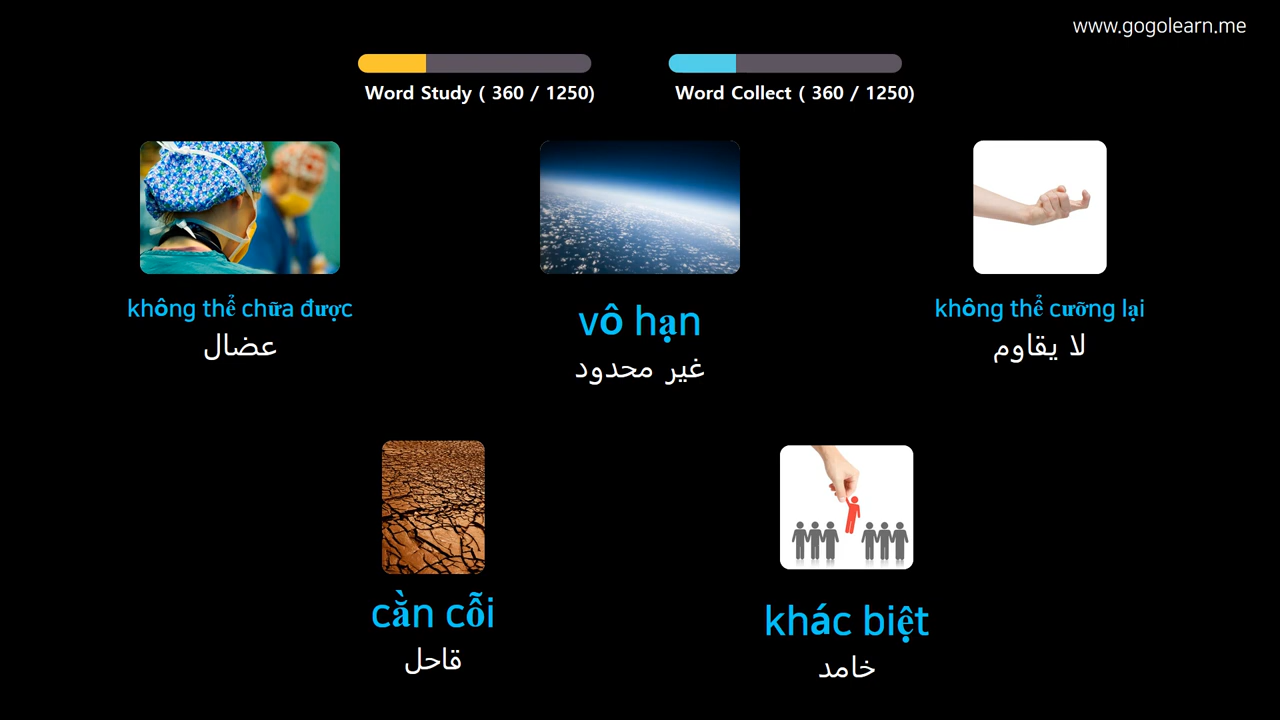 www.gogolearn.me
Word Study ( 360 / 1250)
Word Collect ( 360 / 1250)
không thể chữa được
عضال
vô hạn
غير محدود
không thể cưỡng lại
لا يقاوم
cằn cỗi
قاحل
khác biệt
خامد